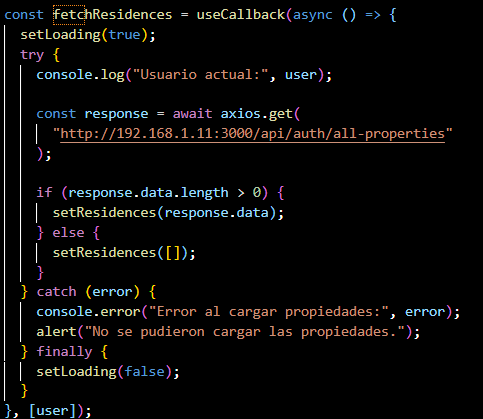 const fetchResidences = useCallback(async () => {
  setLoading(true);
  try {
    console.log("Usuario actual:", user);

    const response = await axios.get(
      "http://192.168.1.11:3000/api/auth/all-properties"
    );

    if (response.data.length > 0) {
      setResidences(response.data);
    } else {
      setResidences([]);
    }
  } catch (error) {
    console.error("Error al cargar propiedades:", error);
    alert("No se pudieron cargar las propiedades.");
  } finally {
    setLoading(false);
  }
}, [user]);